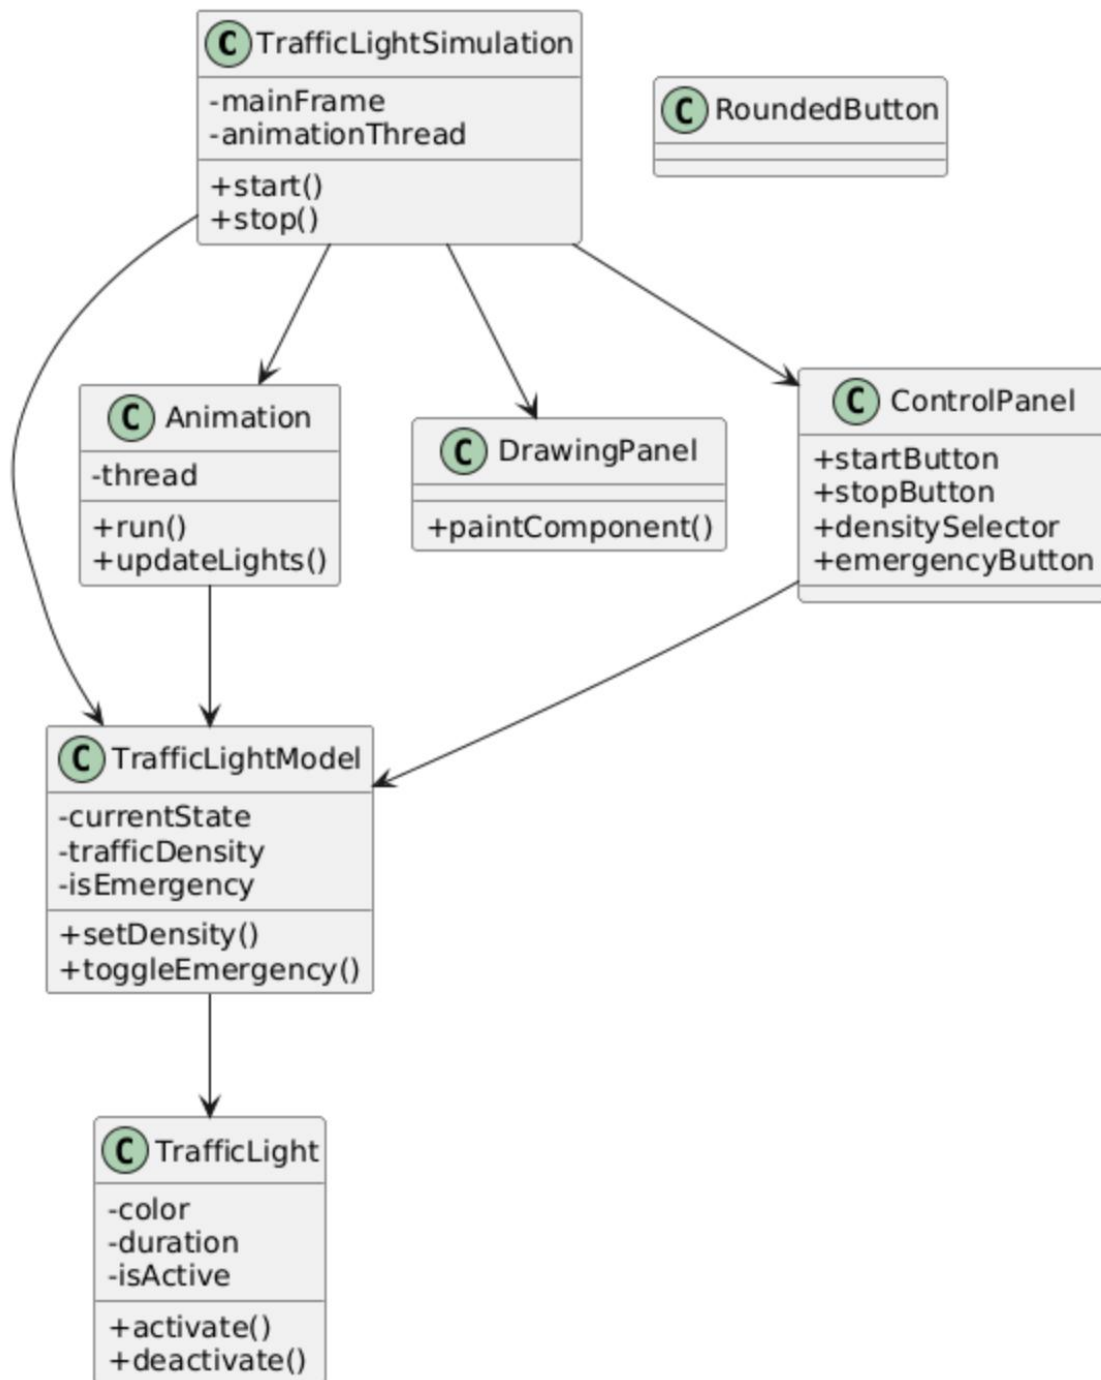 C TrafficLightSimulation
-mainFrame
-animationThread
+start()
+stop()
C RoundedButton
C Animation
-thread
+run()
+updateLights()
C DrawingPanel
+paintComponent()
C ControlPanel
+startButton
+stopButton
+densitySelector
+emergencyButton
C TrafficLightModel
-currentState
-trafficDensity
-isEmergency
+setDensity()
+toggleEmergency()
C TrafficLight
-color
-duration
-isActive
+activate()
+deactivate()